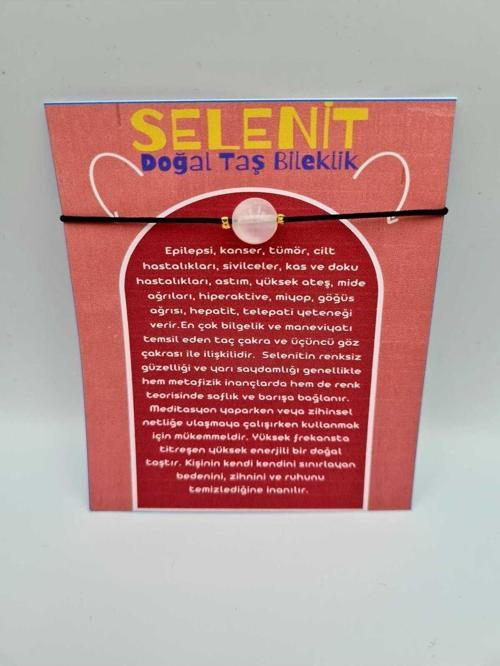 SELENİT
Doğal Taş Bileklik
Epilepsi, kanser, tümör, cilt
hastalıkları, sivilceler, kas ve doku
hastalıkları, astım, yüksek ateş, mide
ağrıları, hiperaktive, miyop, göğüs
ağrısı, hepatit, telepati yeteneği
verir.En çok bilgelik ve maneviyatı
temsil eden taç çakra ve üçüncü göz
çakrası ile ilişkilidir. Selenitin renksiz
güzelliği ve yarı saydamlığı genellikle
hem metafizik inançlarda hem de renk
teorisinde saflık ve barışa bağlanır.
Meditasyon yaparken veya zihinsel
netliğe ulaşmaya çalışırken kullanmak
için mükemmeldir. Yüksek frekansta
titreşen yüksek enerjili bir doğal
taştır. Kişinin kendi kendini sınırlayan
bedenini, zihnini ve ruhunu
temizlediğine inanılır.